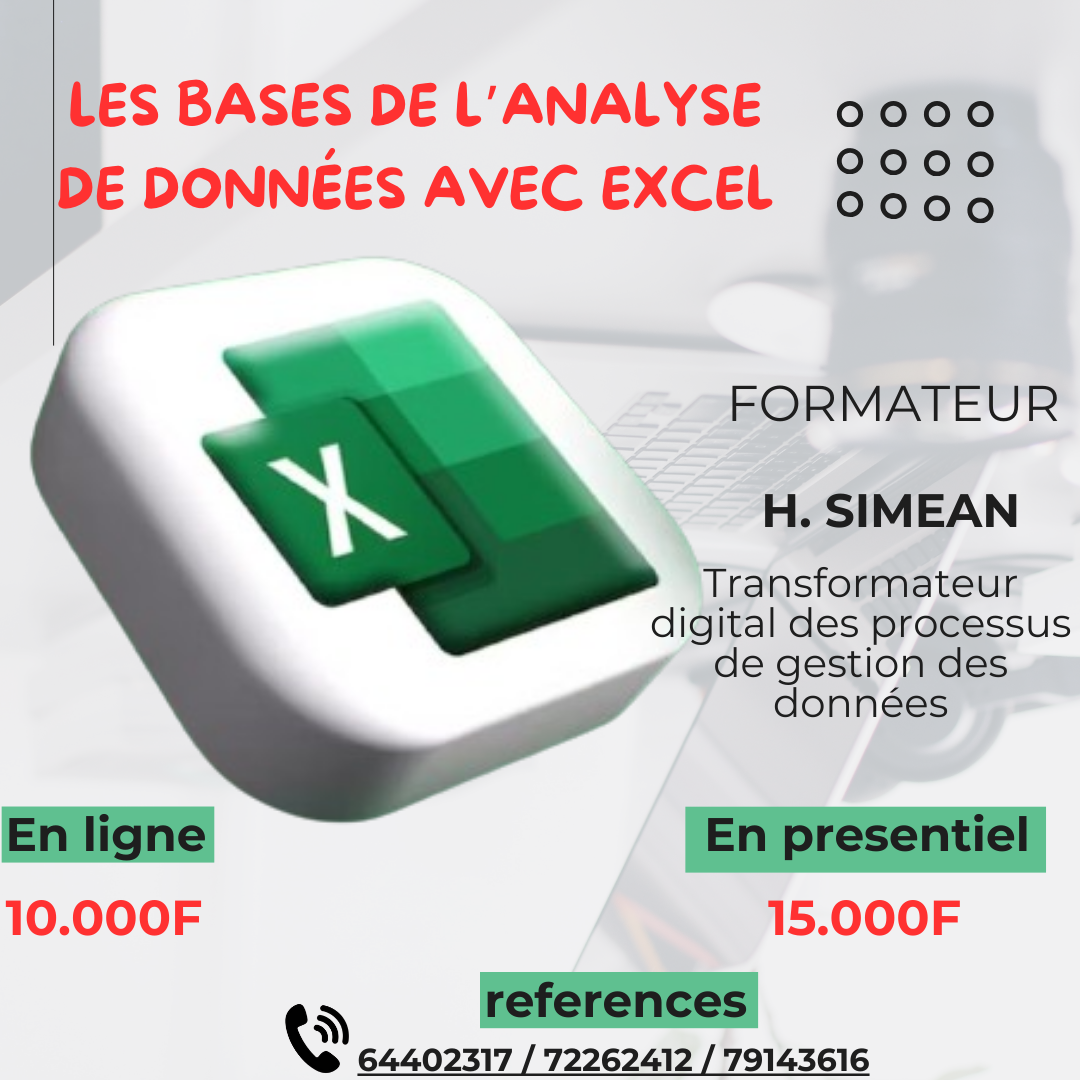 LES BASES DE L'ANALYSE
DE DONNÉES AVEC EXCEL
X
FORMATEUR
H. SIMEAN
Transformateur
digital des processus
de gestion des
données
En ligne
En presentiel
10.000F
15.000F
references
64402317 / 72262412 / 79143616